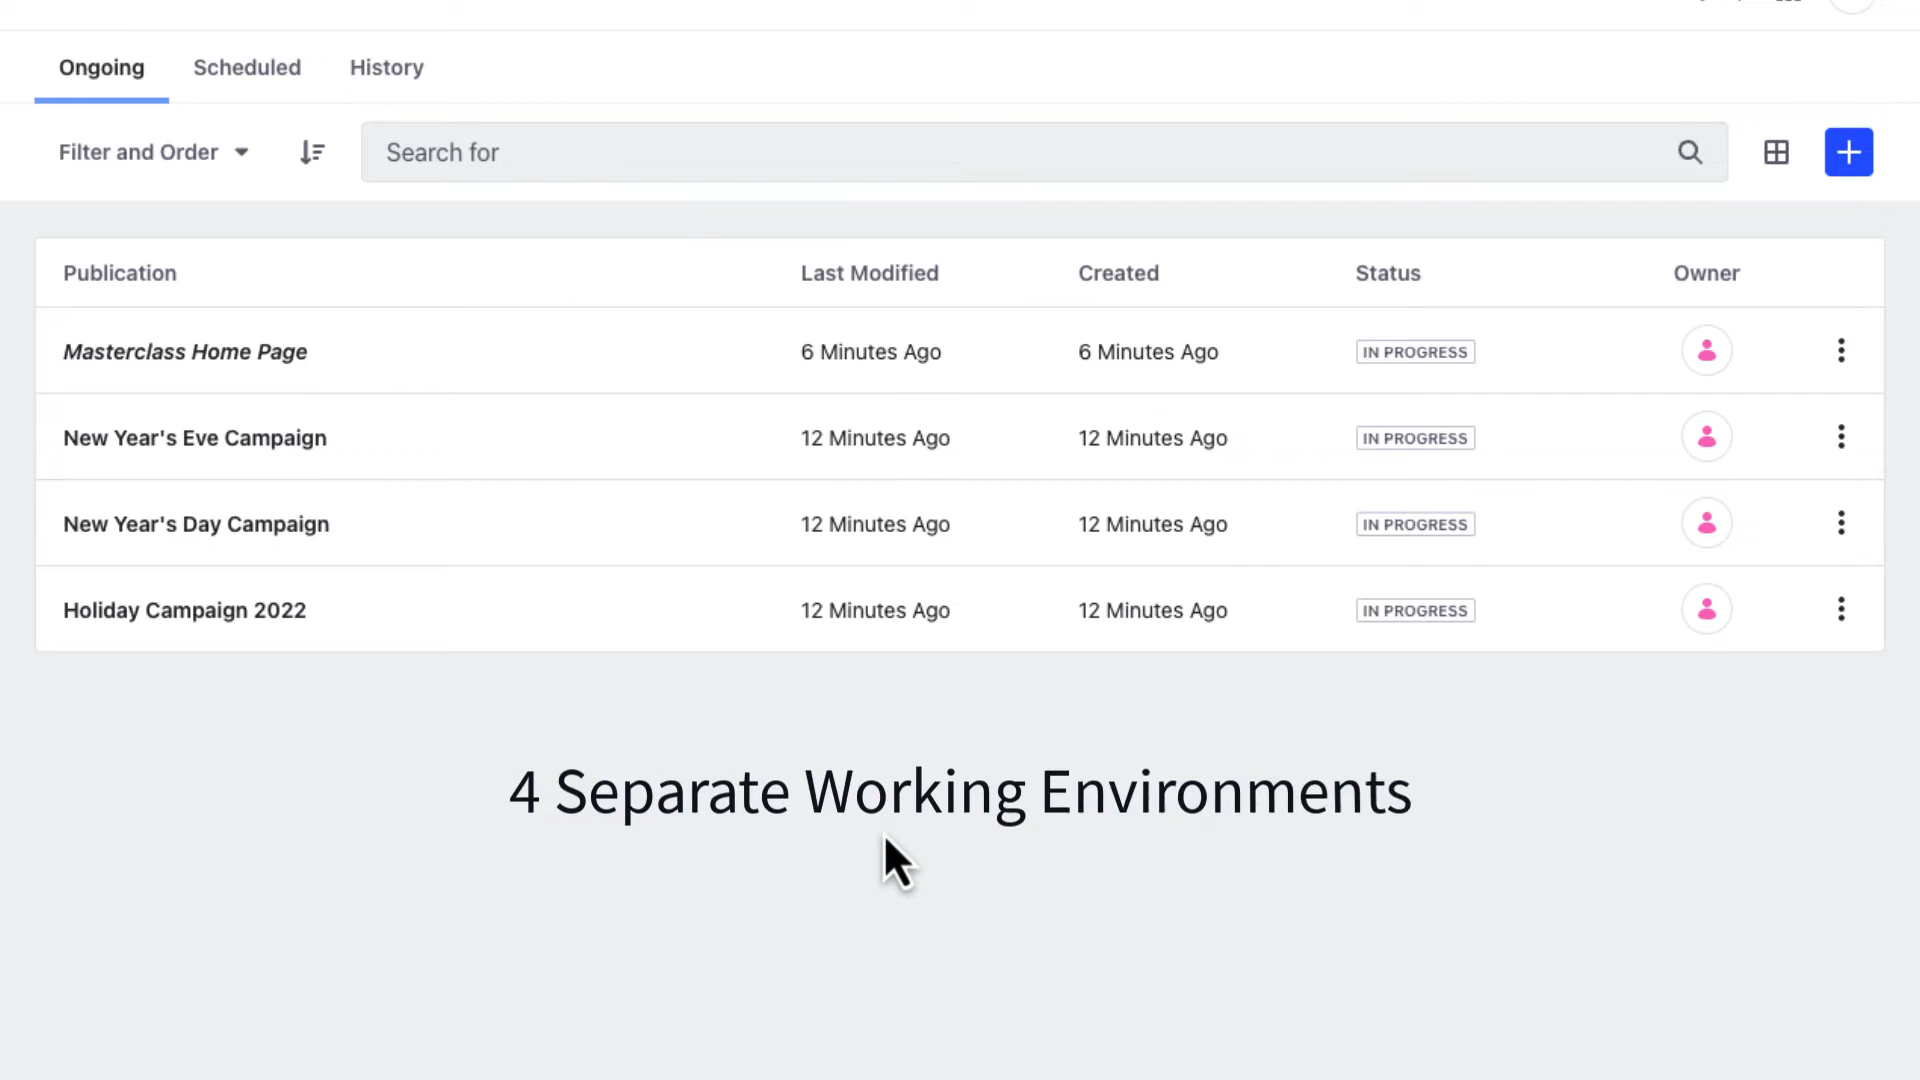 Ongoing Scheduled History
Filter and Order Search for
Publication Last Modified Created Status Owner
Masterclass Home Page 6 Minutes Ago 6 Minutes Ago IN PROGRESS
New Year's Eve Campaign 12 Minutes Ago 12 Minutes Ago IN PROGRESS
New Year's Day Campaign 12 Minutes Ago 12 Minutes Ago IN PROGRESS
Holiday Campaign 2022 12 Minutes Ago 12 Minutes Ago IN PROGRESS
4 Separate Working Environments